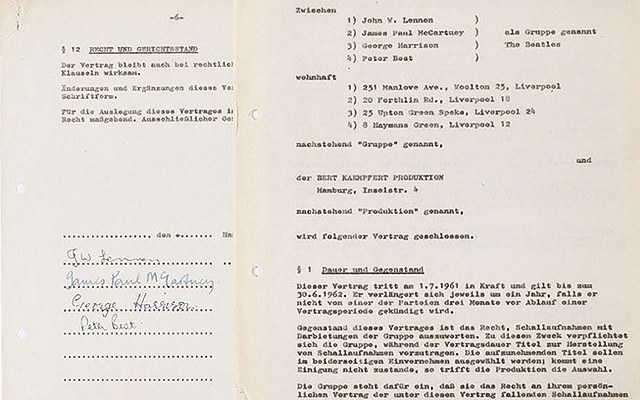 -6-
§ 12 RECHT UND GERICHTSSTAND
Der Vertrag bleibt auch bei rechtlich
Klauseln wirksam.
Änderungen und Ergänzungen dieses Ve
Schriftform.
Für die Auslegung dieses Vertrages i
Recht maßgebend. Ausschließlicher Ge
................, den ........ Ha
J W Lennon
James Paul McCartney
George Harrison.
Peter Best.
Zwischen
1) John W. Lennon )
2) James Paul McCartney ) als Gruppe genannt
3) George Harrison ) The Beatles
4) Peter Best )
wohnhaft
1) 251 Manlove Ave., Woolton 25, Liverpool
2) 20 Forthlin Rd., Liverpool 18
3) 25 Upton Green Speke, Liverpool 24
4) 8 Haymans Green, Liverpool 12
nachstehend "Gruppe" genannt,
und
der BERT KAEMPFERT PRODUKTION
Hamburg, Inselstr. 4
nachstehend "Produktion" genannt,
wird folgender Vertrag geschlossen.
§ 1 Dauer und Gegenstand
Dieser Vertrag tritt am 1.7.1961 in Kraft und gilt bis zum
30.6.1962. Er verlängert sich jeweils um ein Jahr, falls er
nicht von einer der Parteien drei Monate vor Ablauf einer
Vertragsperiode gekündigt wird.
Gegenstand dieses Vertrages ist das Recht, Schallaufnahmen mit
Darbietungen der Gruppe auszuwerten. Zu diesem Zweck verpflichtet
sich die Gruppe, während der Vertragsdauer Titel zur Herstellung
von Schallaufnahmen vorzutragen. Die aufzunehmenden Titel sollen
im beiderseitigen Einvernehmen ausgewählt werden; kommt eine
Einigung nicht zustande, so trifft die Produktion die Auswahl.
Die Gruppe steht dafür ein, daß sie das Recht an ihrem persön-
lichen Vortrag der unter diesen Vertrag fallenden Schallaufnahmen